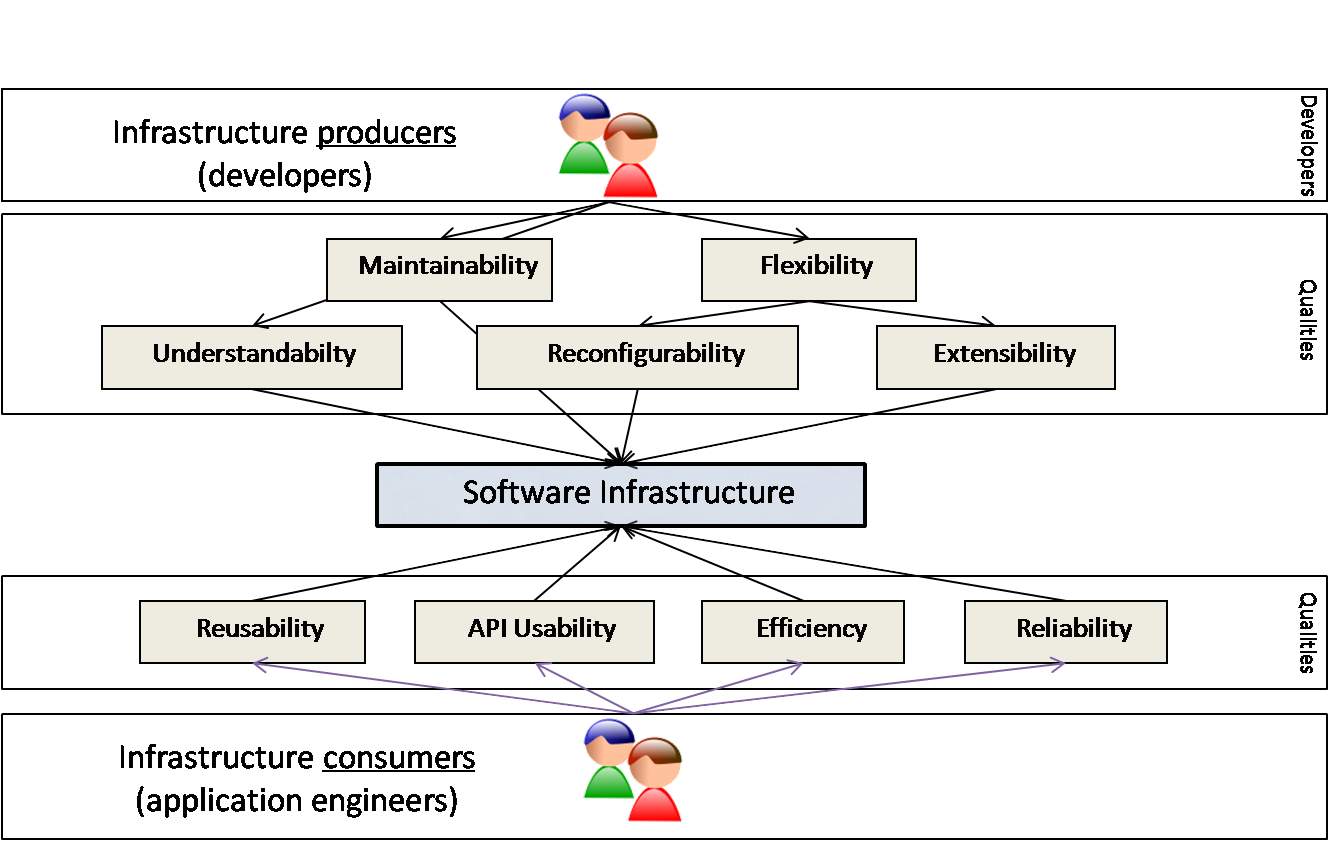 Infrastructure producers
(developers)
Developers
Maintainability
Flexibility
Qualities
Understandabilty
Reconfigurability
Extensibility
Software Infrastructure
Reusability
API Usability
Efficiency
Reliability
Qualities
Infrastructure consumers
(application engineers)